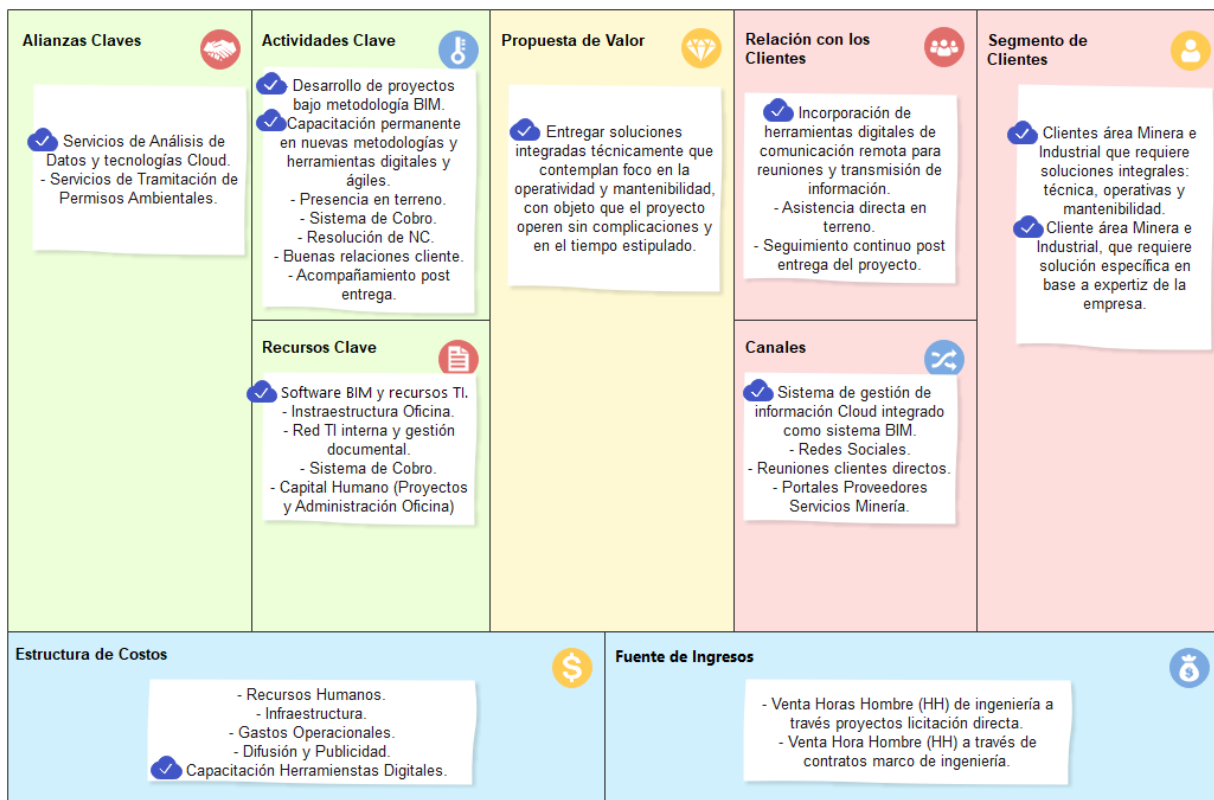 Alianzas Claves
Servicios de Análisis de
Datos y tecnologías Cloud.
- Servicios de Tramitación de
Permisos Ambientales.
Actividades Clave
Desarrollo de proyectos
bajo metodología BIM.
Capacitación permanente
en nuevas metodologías y
herramientas digitales y
ágiles.
- Presencia en terreno.
- Sistema de Cobro.
- Resolución de NC.
- Buenas relaciones cliente.
- Acompañamiento post
entrega.
Recursos Clave
Software BIM y recursos TI.
- Instraestructura Oficina.
- Red TI interna y gestión
documental.
- Sistema de Cobro.
- Capital Humano (Proyectos
y Administración Oficina)
Propuesta de Valor
Entregar soluciones
integradas técnicamente que
contemplan foco en la
operatividad y mantenibilidad,
con objeto que el proyecto
operen sin complicaciones y
en el tiempo estipulado.
Relación con los
Clientes
Incorporación de
herramientas digitales de
comunicación remota para
reuniones y transmisión de
información.
- Asistencia directa en
terreno.
- Seguimiento continuo post
entrega del proyecto.
Canales
Sistema de gestión de
información Cloud integrado
como sistema BIM.
- Redes Sociales.
- Reuniones clientes directos.
- Portales Proveedores
Servicios Minería.
Segmento de
Clientes
Clientes área Minera e
Industrial que requiere
soluciones integrales:
técnica, operativas y
mantenibilidad.
Cliente área Minera e
Industrial, que requiere
solución específica en
base a expertiz de la
empresa.
Estructura de Costos
- Recursos Humanos.
- Infraestructura.
- Gastos Operacionales.
- Difusión y Publicidad.
Capacitación Herramienstas Digitales.
Fuente de Ingresos
- Venta Horas Hombre (HH) de ingeniería a
través proyectos licitación directa.
- Venta Hora Hombre (HH) a través de
contratos marco de ingeniería.